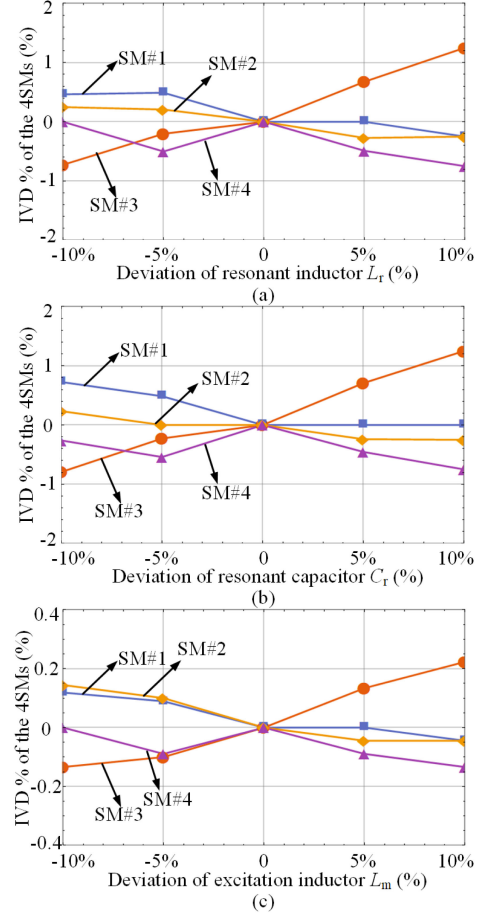 (a)
IVD % of the 4SMs (%)
2
1
0
-1
-2
SM#1
SM#2
SM#3
SM#4
-10%
-5%
0
5%
10%
Deviation of resonant inductor Lr (%)
(a)
IVD % of the 4SMs (%)
2
1
0
-1
-2
SM#1
SM#2
SM#3
SM#4
-10%
-5%
0
5%
10%
Deviation of resonant capacitor Cr (%)
(b)
IVD % of the 4SMs (%)
0.4
0.2
0
-0.2
-0.4
SM#1
SM#2
SM#3
SM#4
-10%
-5%
0
5%
10%
Deviation of excitation inductor Lm (%)
(c)